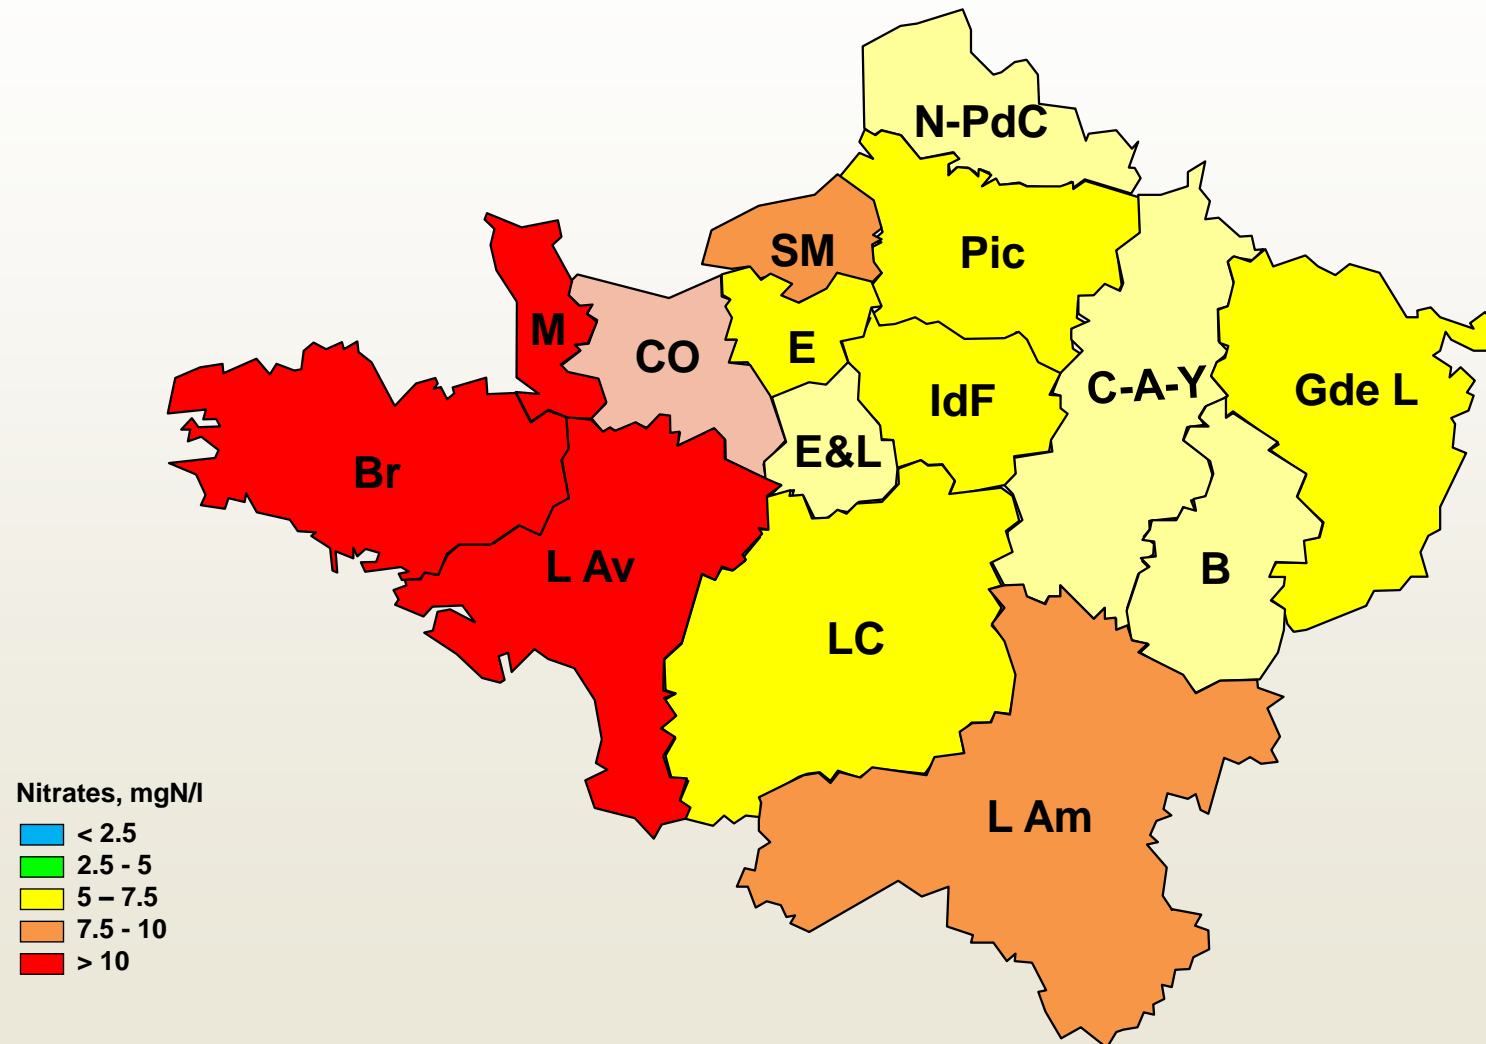 N-PdC
SM
Pic
M
CO
E
IdF
C-A-Y
Gde L
Br
E&L
L Av
B
LC
L Am
Nitrates, mgN/l
< 2.5
2.5 - 5
5 – 7.5
7.5 - 10
> 10